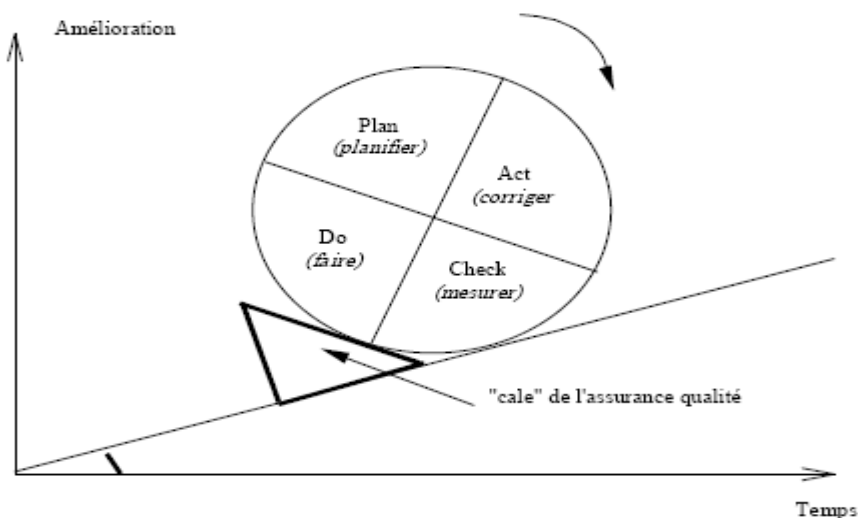 Amélioration
Plan
(planifier)
Act
(corriger
Do
(faire)
Check
(mesurer)
"cale" de l'assurance qualité
Temps